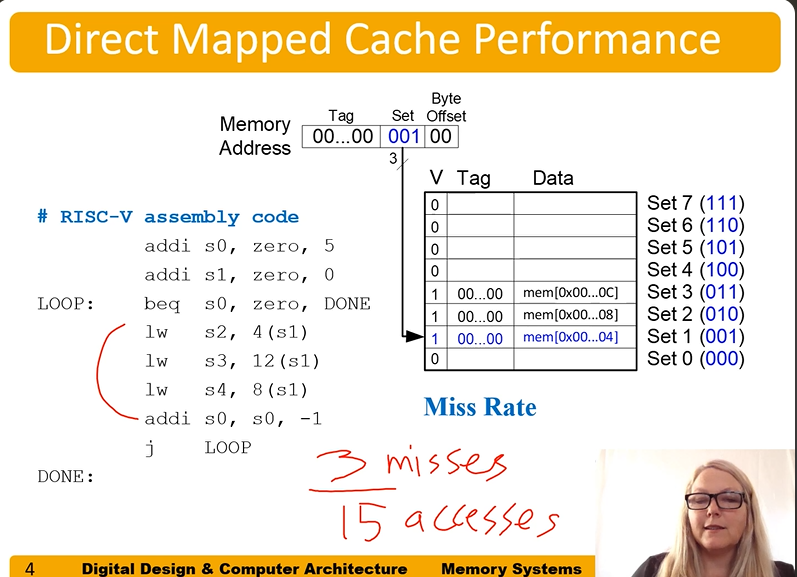 Direct Mapped Cache Performance
Byte
Tag Set Offset
Memory Address 00...00 001 00
3
V Tag Data
0 Set 7 (111)
0 Set 6 (110)
0 Set 5 (101)
0 Set 4 (100)
1 00...00 mem[0x00...0C] Set 3 (011)
1 00...00 mem[0x00...08] Set 2 (010)
1 00...00 mem[0x00...04] Set 1 (001)
0 Set 0 (000)
# RISC-V assembly code
addi s0, zero, 5
addi s1, zero, 0
LOOP: beq s0, zero, DONE
lw s2, 4(s1)
lw s3, 12(s1)
lw s4, 8(s1)
addi s0, s0, -1
j LOOP
DONE:
Miss Rate
3 misses
15 accesses
4 Digital Design & Computer Architecture Memory Systems